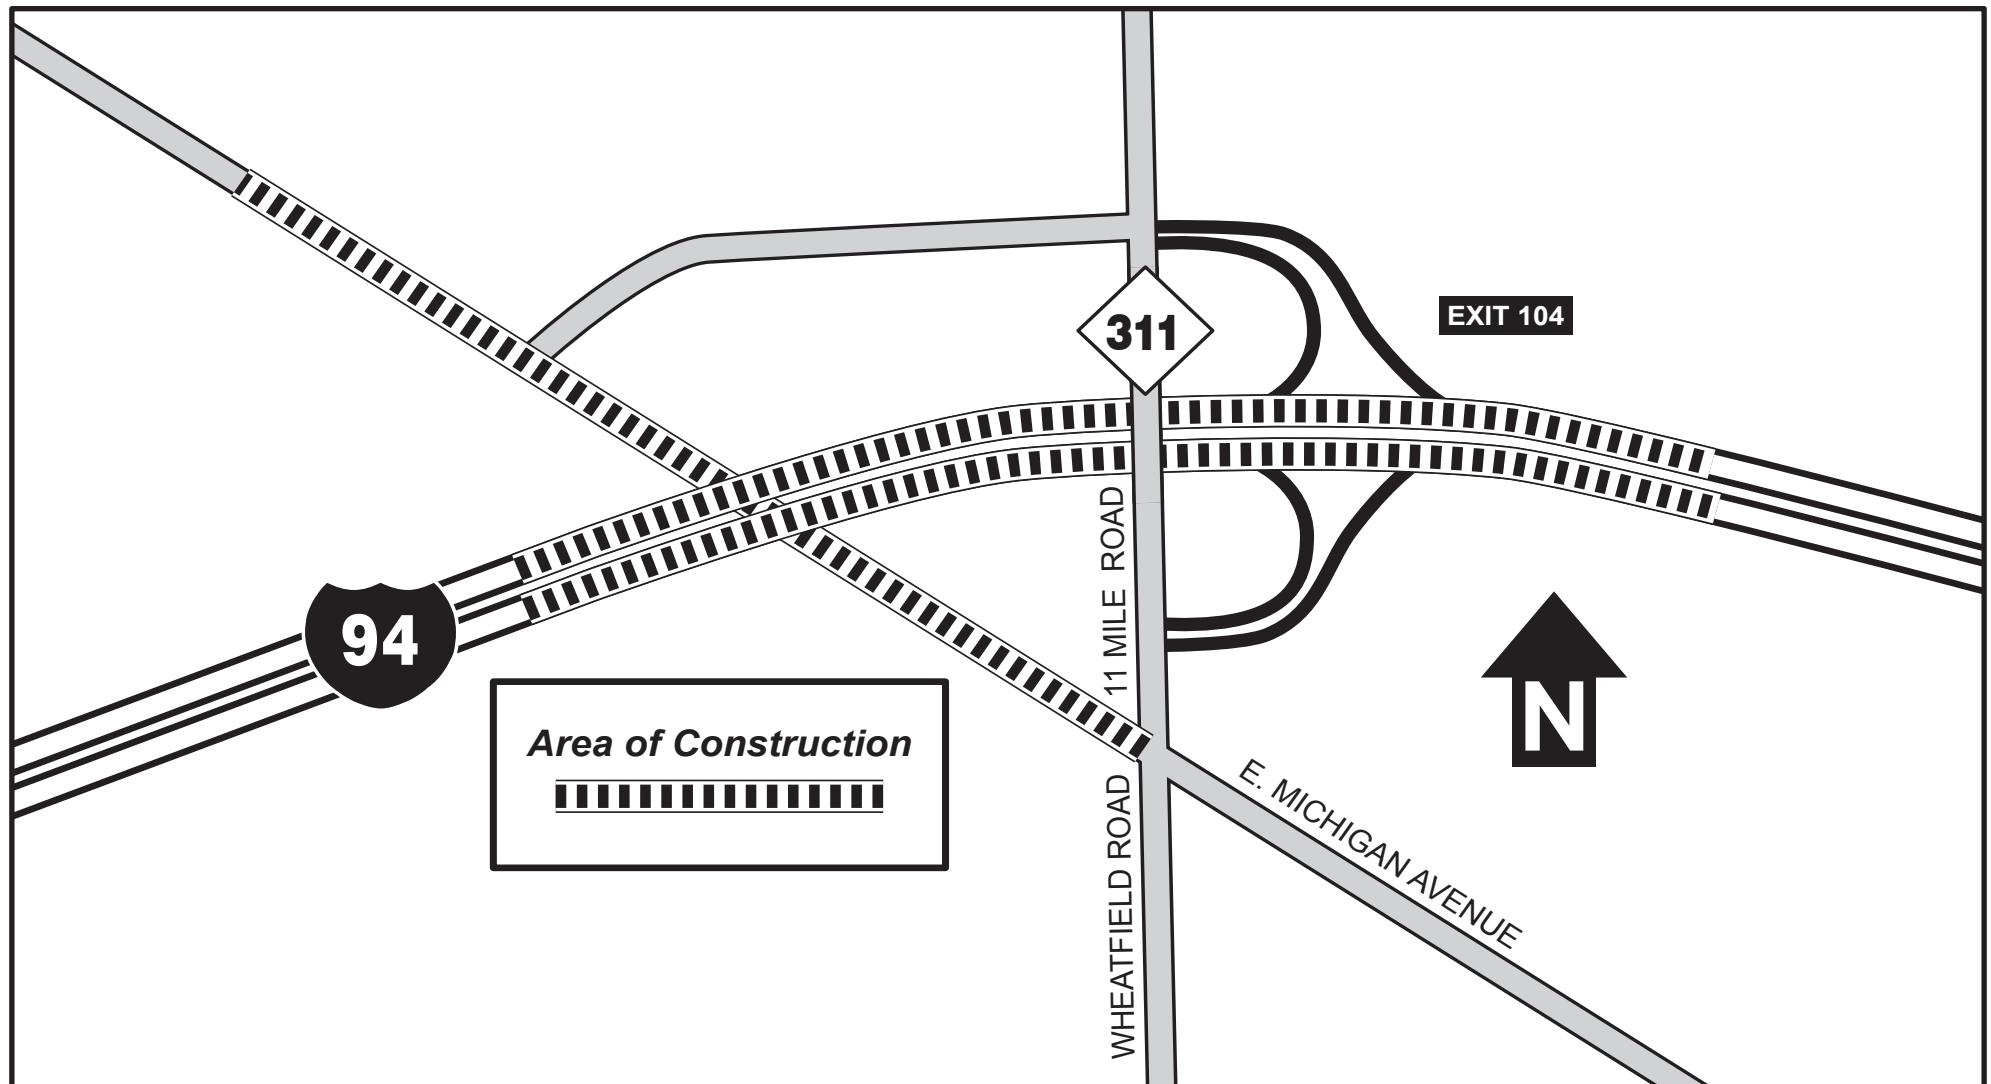 311
EXIT 104
11 MILE ROAD
94
N
Area of Construction
E. MICHIGAN AVENUE
WHEATFIELD ROAD